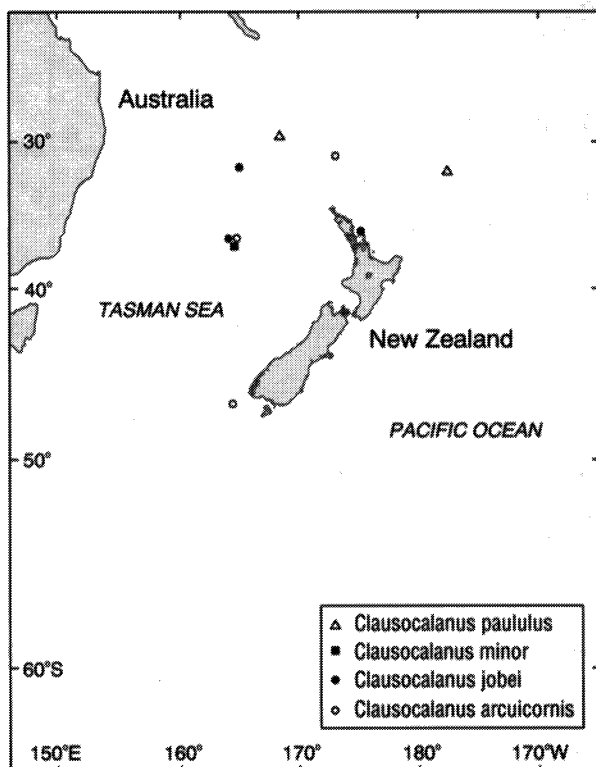 Australia
30°
40°
TASMAN SEA
New Zealand
PACIFIC OCEAN
50°
Clausocalanus paululus
Clausocalanus minor
Clausocalanus jobei
Clausocalanus arcuicornis
60°S
150°E 160° 170° 180° 170°W